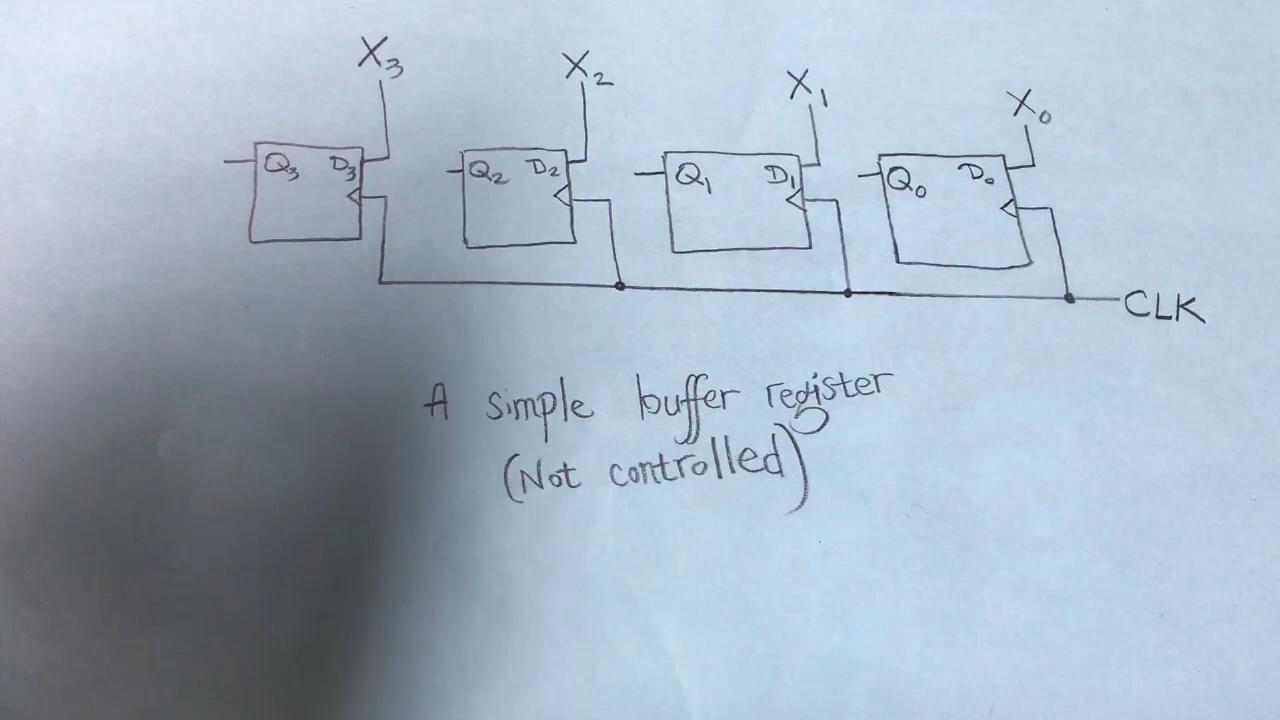 X3 X2 X1 X0
Q3 D3 Q2 D2 Q1 D1 Q0 D0
CLK
A simple buffer register
(Not controlled)